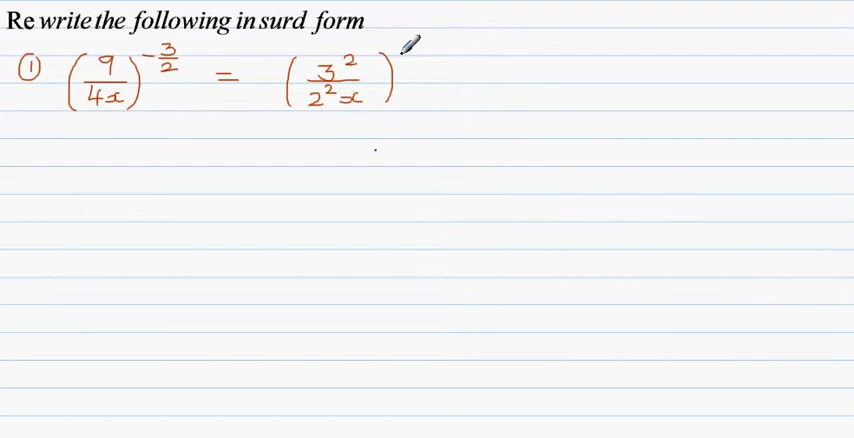 Re write the following in surd form
① (9/4x)^(-3/2) = (3²/2²x)